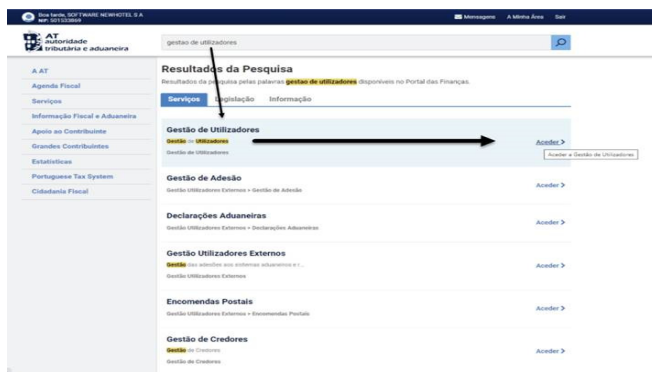 Boa tarde, SOFTWARE NEWHOTEL S A
NIF: 501533869
Mensagens A Minha Área Sair
AT
autoridade
tributária e aduaneira
gestao de utilizadores
A AT
Agenda Fiscal
Serviços
Informação Fiscal e Aduaneira
Apoio ao Contribuinte
Grandes Contribuintes
Estatísticas
Portuguese Tax System
Cidadania Fiscal
Resultados da Pesquisa
Resultados da pesquisa pelas palavras gestao de utilizadores disponíveis no Portal das Finanças.
Serviços Legislação Informação
Gestão de Utilizadores
Gestão de Utilizadores
Gestão de Utilizadores
Aceder
Aceder a Gestão de Utilizadores
Gestão de Adesão
Gestão Utilizadores Externos » Gestão de Adesão
Aceder
Declarações Aduaneiras
Gestão Utilizadores Externos » Declarações Aduaneiras
Aceder
Gestão Utilizadores Externos
Gestão das adesões aos sistemas aduaneiros e r...
Gestão Utilizadores Externos
Aceder
Encomendas Postais
Gestão Utilizadores Externos » Encomendas Postais
Aceder
Gestão de Credores
Gestão de Credores
Gestão de Credores
Aceder